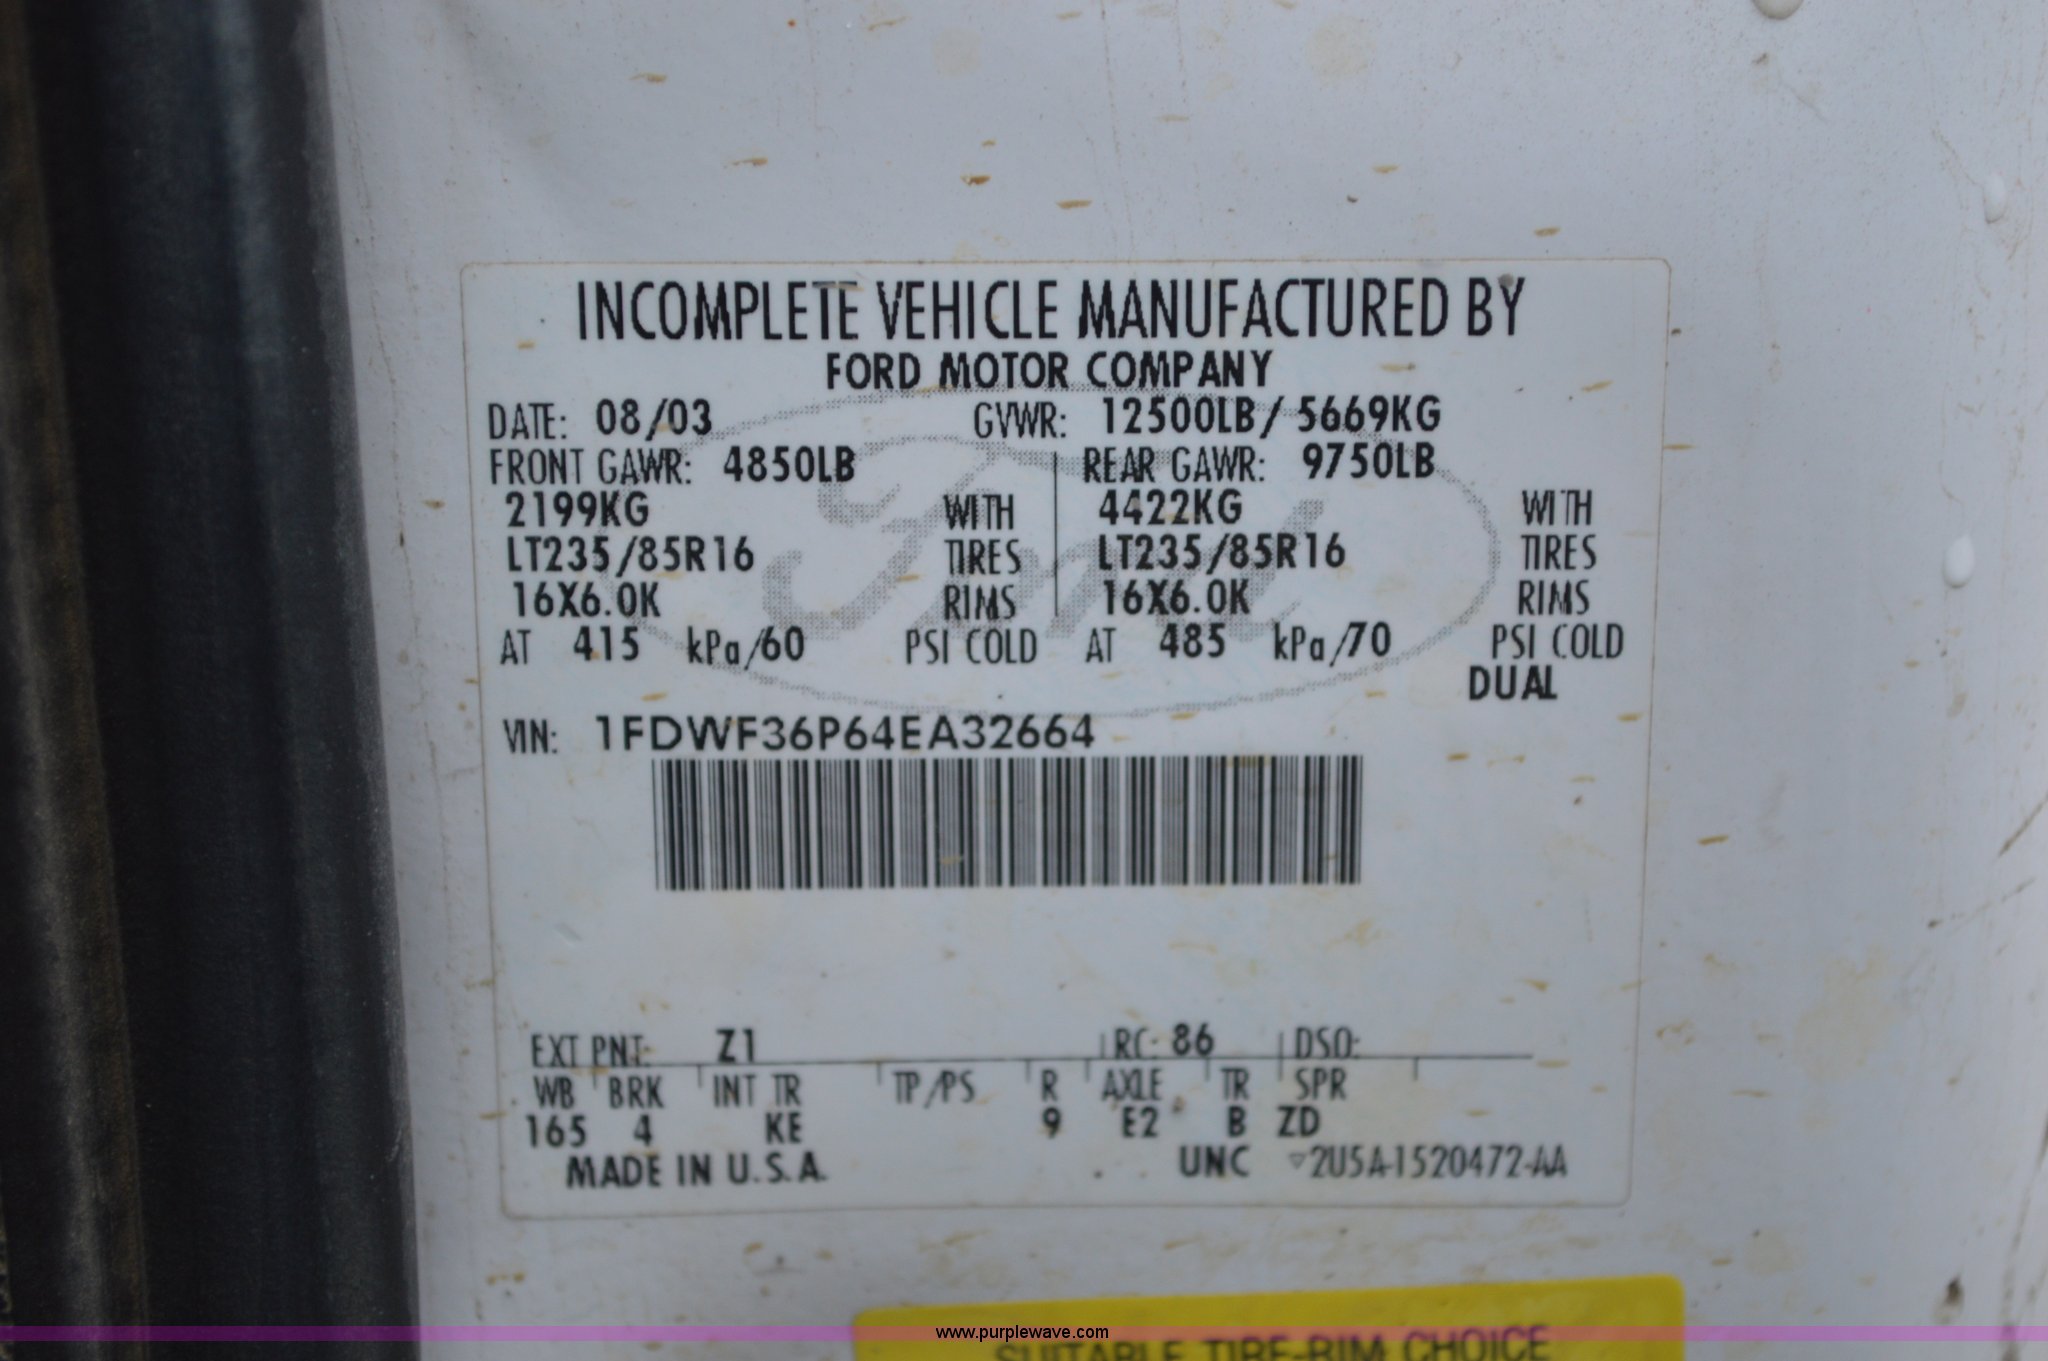 INCOMPLETE VEHICLE MANUFACTURED BY
FORD MOTOR COMPANY
DATE: 08/03 GVWR: 12500LB/ 5669KG
FRONT GAWR: 4850LB REAR GAWR: 9750LB
2199KG WITH 4422KG WITH
LT235/85R16 TIRES LT235/85R16 TIRES
16X6.0K RIMS 16X6.0K RIMS
AT 415 kPa/60 PSI COLD AT 485 kPa/70 PSI COLD
DUAL
Ford
VIN: 1FDWF36P64EA32664
EXT PNT: Z1 RC: 86 DSO:
WB BRK INT TR TP/PS R AXLE TR SPR
165 4 KE 9 E2 B ZD
MADE IN U.S.A. UNC ▽2U5A-1520472-AA
www.purplewave.com
SUITABLE TIRE-RIM CHOICE